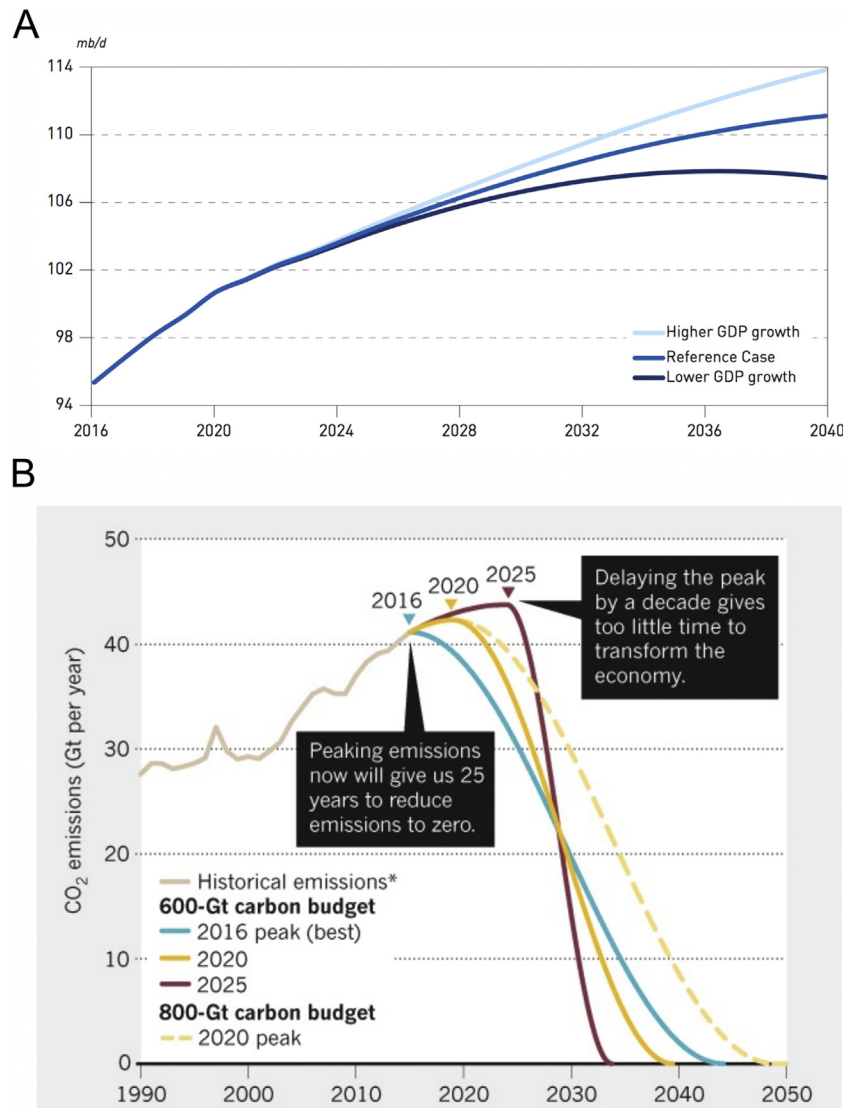 A
mb/d
114
110
106
102
98
94
Higher GDP growth
Reference Case
Lower GDP growth
2016 2020 2024 2028 2032 2036 2040
B
CO₂ emissions (Gt per year)
50
40
30
20
10
0
2016
2020
2025
Delaying the peak
by a decade gives
too little time to
transform the
economy.
Peaking emissions
now will give us 25
years to reduce
emissions to zero.
Historical emissions*
600-Gt carbon budget
2016 peak (best)
2020
2025
800-Gt carbon budget
2020 peak
1990 2000 2010 2020 2030 2040 2050